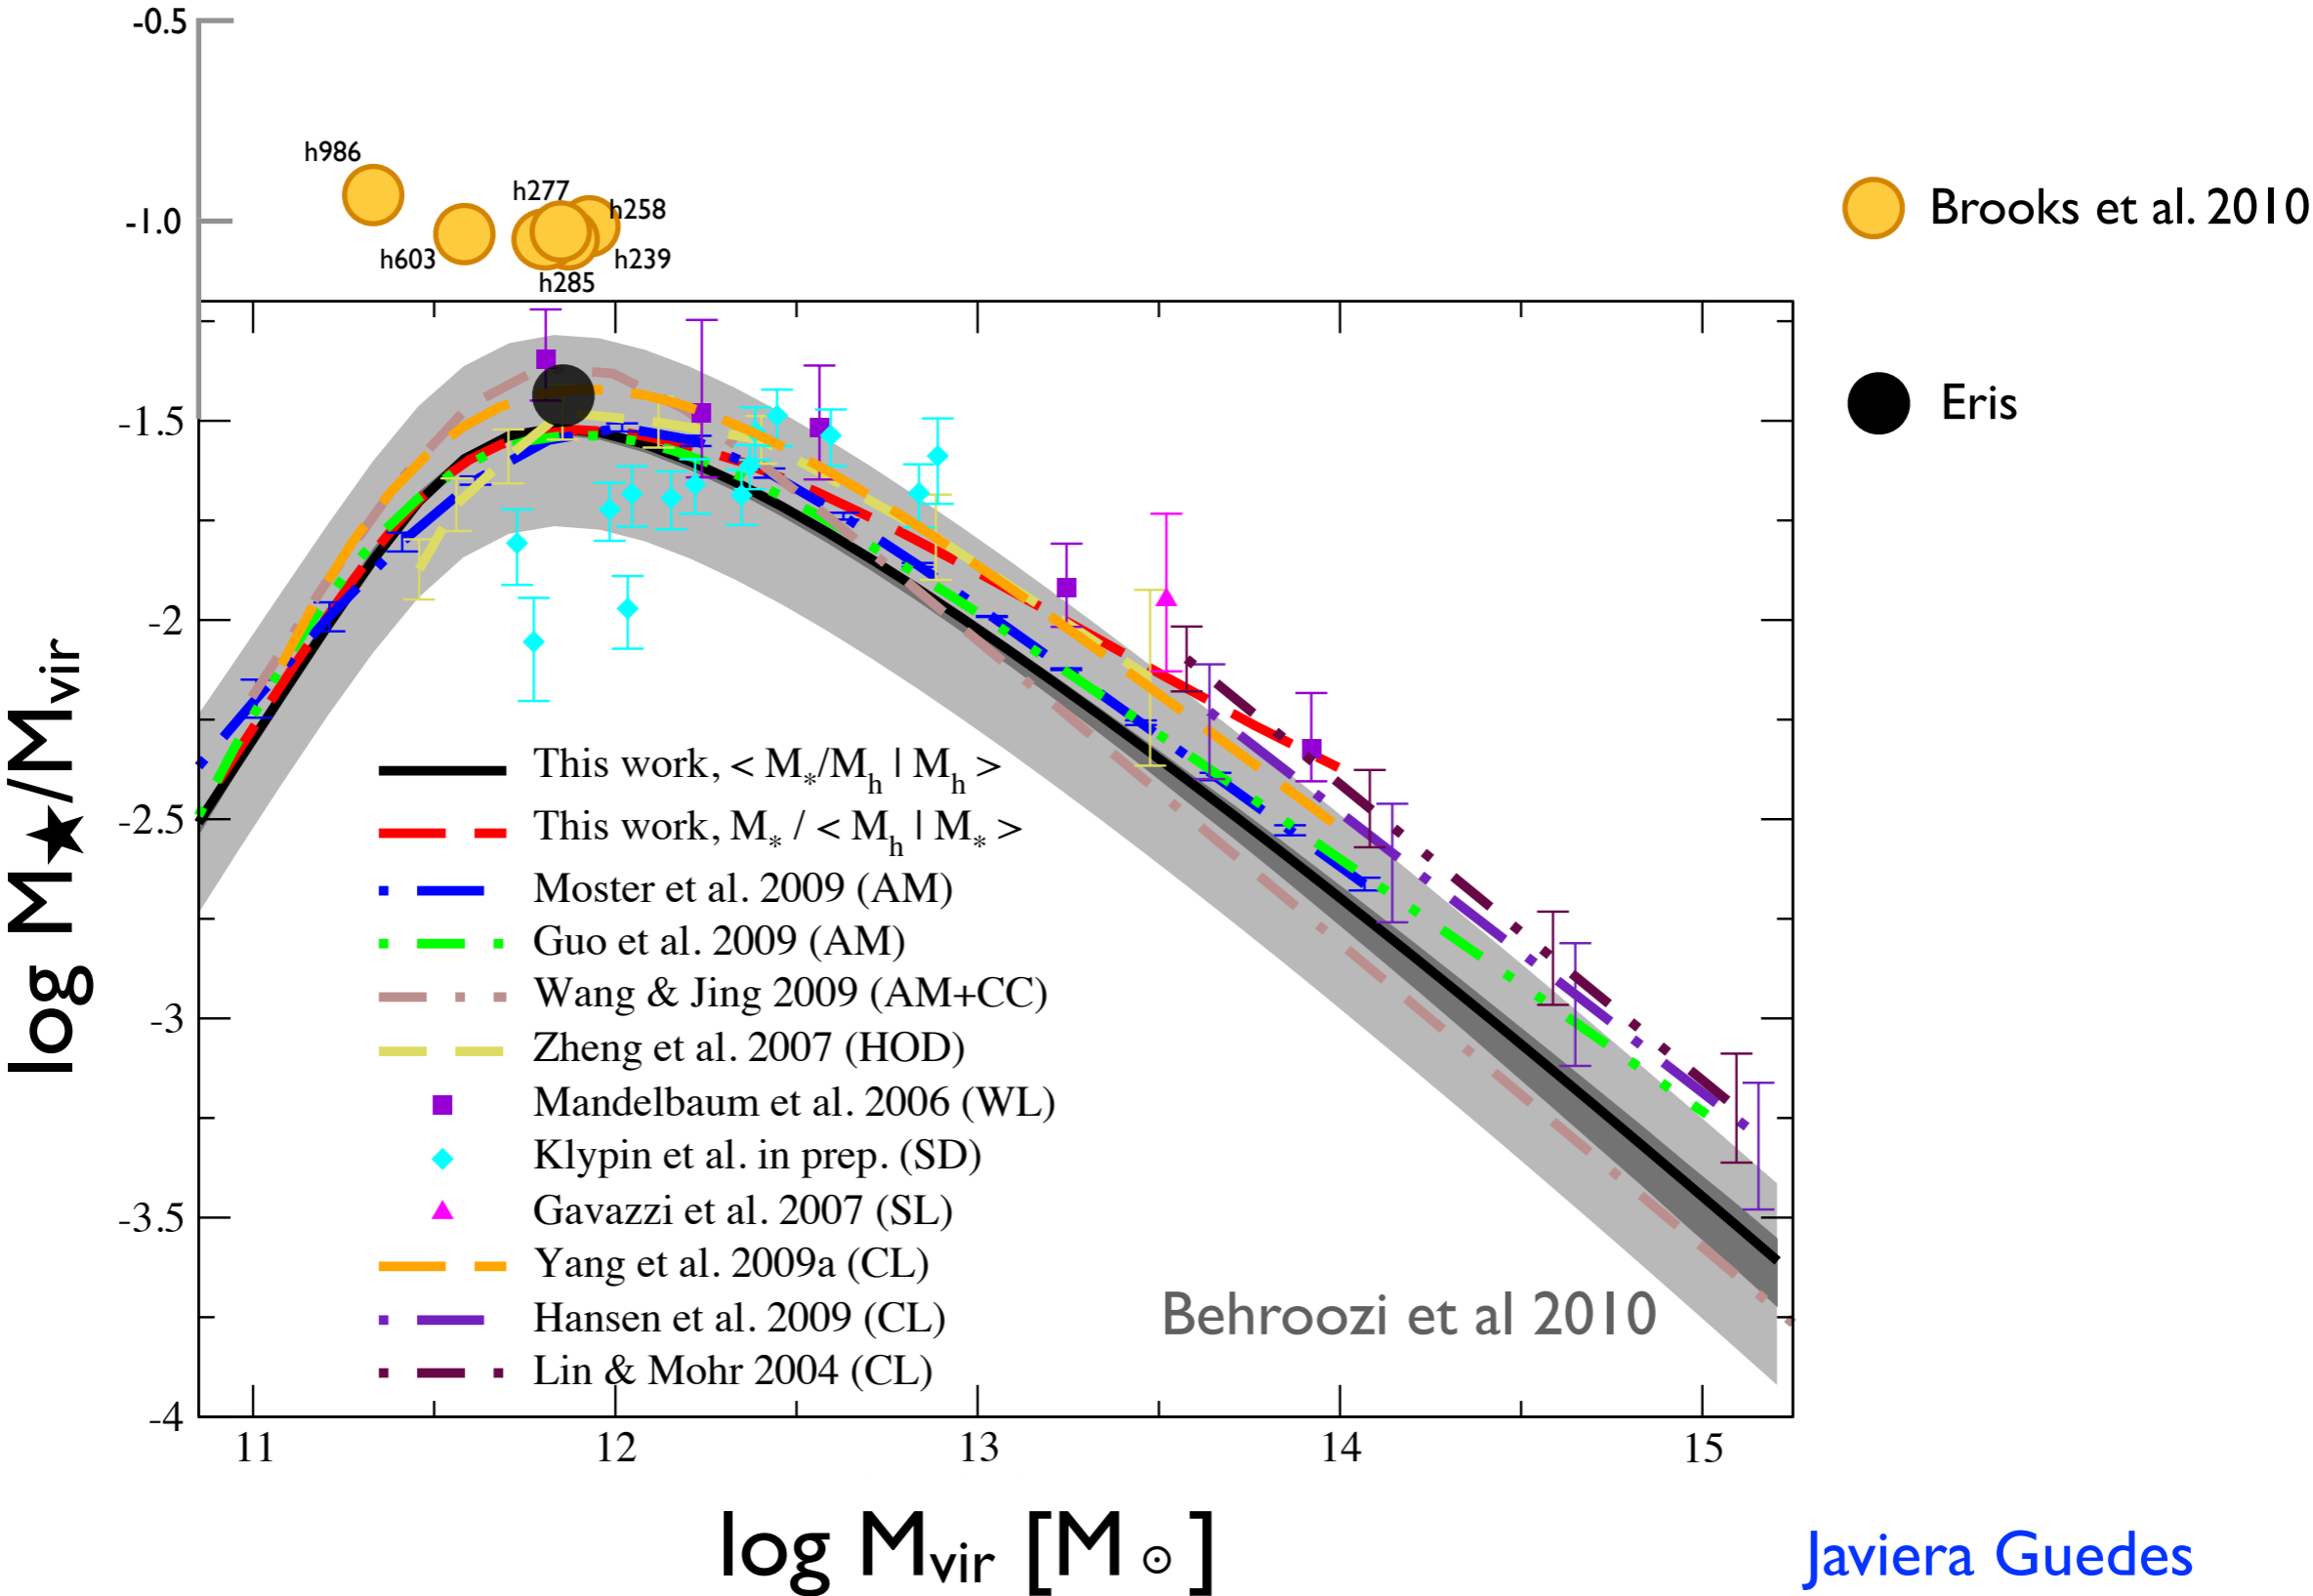 -0.5
h986
h277
h258
Brooks et al. 2010
-1.0
h603
h239
h285
Eris
-1.5
-2
log M★/Mvir
This work, < M*/Mh | Mh >
-2.5
This work, M* / < Mh | M* >
Moster et al. 2009 (AM)
Guo et al. 2009 (AM)
Wang & Jing 2009 (AM+CC)
-3
Zheng et al. 2007 (HOD)
Mandelbaum et al. 2006 (WL)
Klypin et al. in prep. (SD)
-3.5
Gavazzi et al. 2007 (SL)
Yang et al. 2009a (CL)
Behroozi et al 2010
Hansen et al. 2009 (CL)
Lin & Mohr 2004 (CL)
-4
11 12 13 14 15
log Mvir [M⊙]
Javiera Guedes